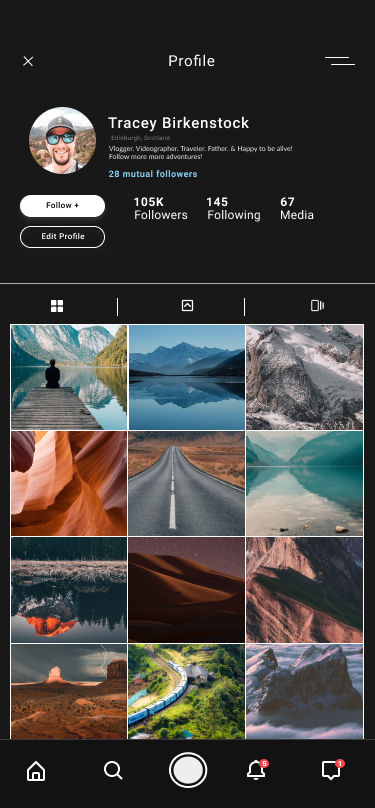 Profile
Tracey Birkenstock
Edinburgh, Scotland
Vlogger. Videographer. Traveler. Father. & Happy to be alive!
Follow more more adventures!
28 mutual followers
Follow +
105K
145
67
Followers
Following
Media
Edit Profile
5
1